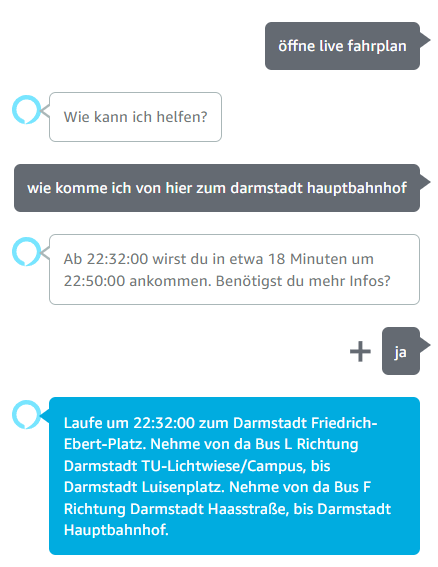 öffne live fahrplan
Wie kann ich helfen?
wie komme ich von hier zum darmstadt hauptbahnhof
Ab 22:32:00 wirst du in etwa 18 Minuten um
22:50:00 ankommen. Benötigst du mehr Infos?
ja
Laufe um 22:32:00 zum Darmstadt Friedrich-
Ebert-Platz. Nehme von da Bus L Richtung
Darmstadt TU-Lichtwiese/Campus, bis
Darmstadt Luisenplatz. Nehme von da Bus F
Richtung Darmstadt Haasstraße, bis Darmstadt
Hauptbahnhof.